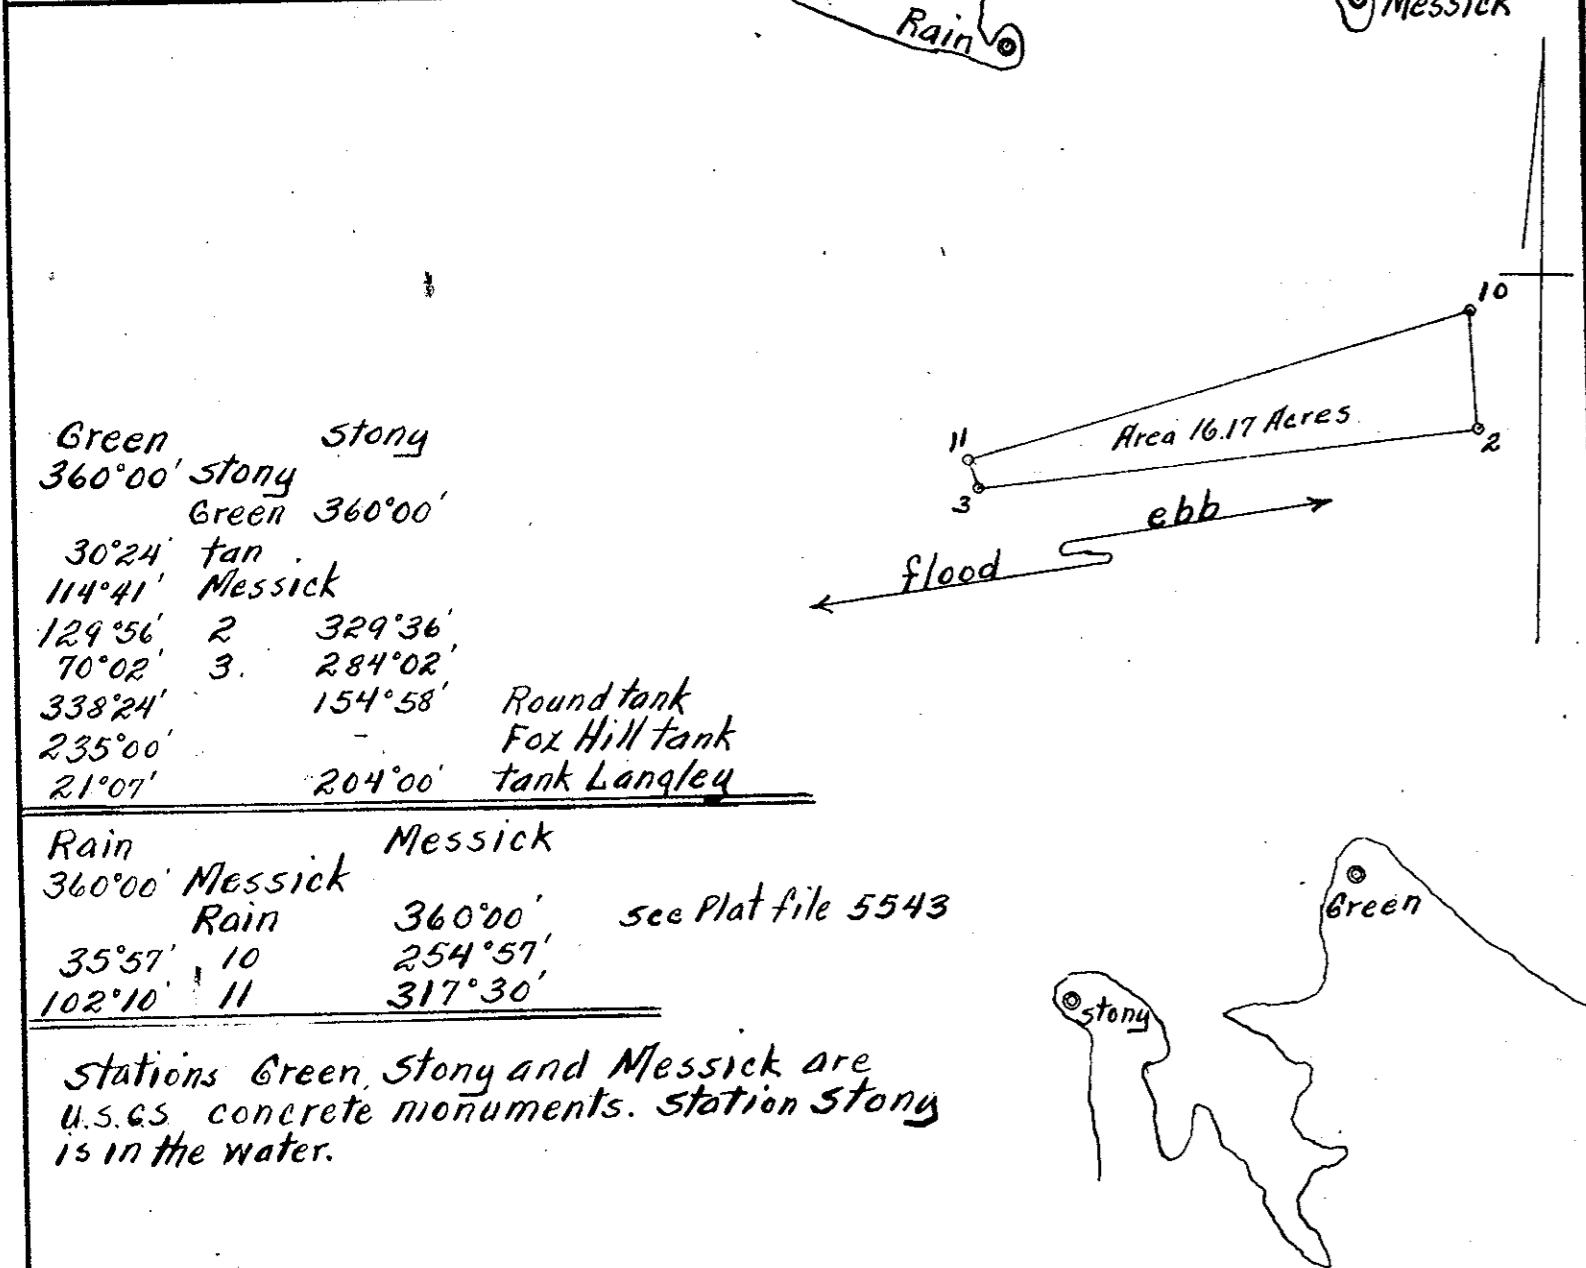 Rain
Messick
10
11
Area 16.17 Acres
2
3
ebb
flood
Green stony
360°00' stony
Green 360°00'
30°24' tan
114°41' Messick
129°56' 2 329°36'
70°02' 3. 284°02'
338°24' 154°58' Round tank
235°00' - Fox Hill tank
21°07' 204°00' tank Langley
Rain Messick
360°00' Messick
Rain 360°00' see Plat file 5543
35°57' 10 254°57'
102°10' 11 317°30'
Green
stony
Stations Green, Stony and Messick are
U.S.G.S. concrete monuments. Station Stony
is in the water.